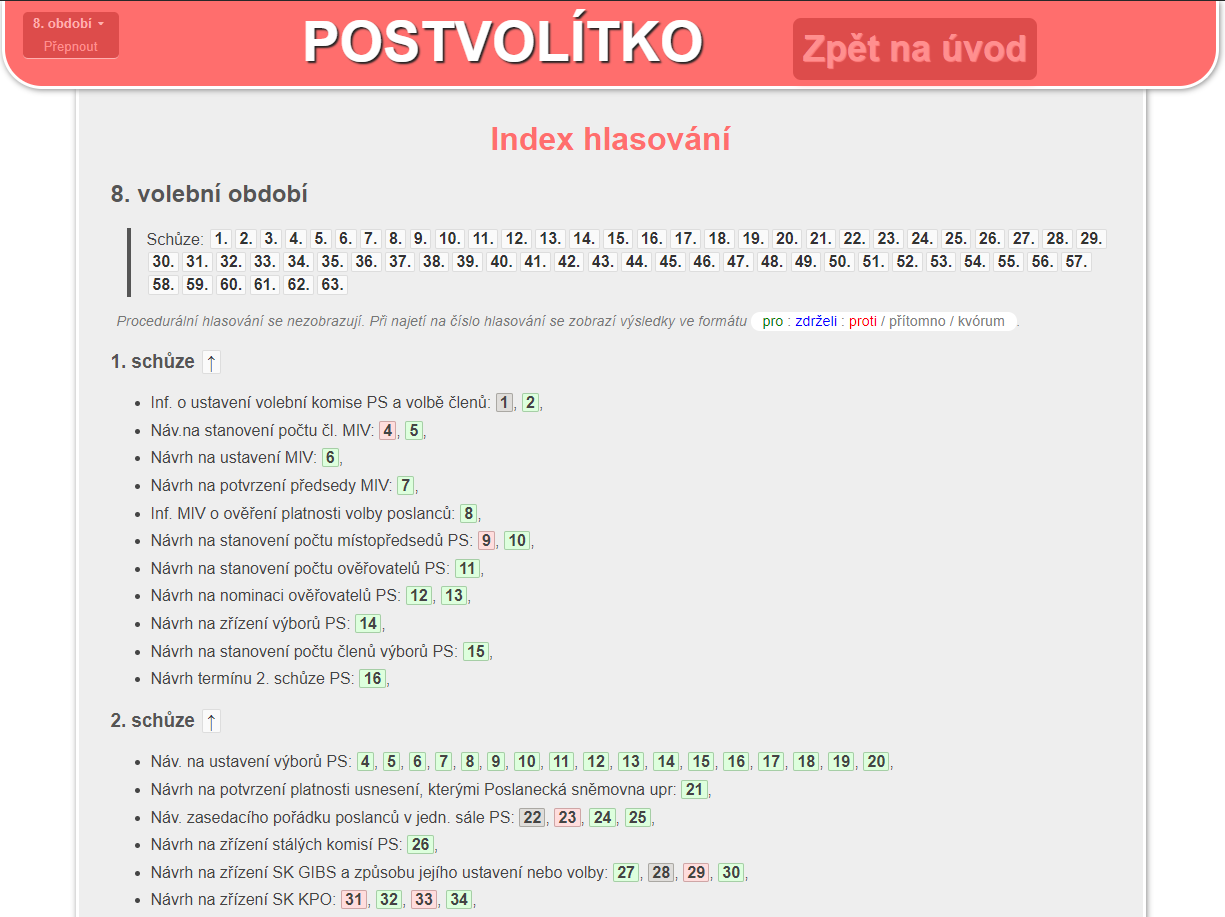 8. období
Přepnout
POSTVOLÍTKO
Zpět na úvod
Index hlasování
8. volební období
Schůze: 1. 2. 3. 4. 5. 6. 7. 8. 9. 10. 11. 12. 13. 14. 15. 16. 17. 18. 19. 20. 21. 22. 23. 24. 25. 26. 27. 28. 29.
30. 31. 32. 33. 34. 35. 36. 37. 38. 39. 40. 41. 42. 43. 44. 45. 46. 47. 48. 49. 50. 51. 52. 53. 54. 55. 56. 57.
58. 59. 60. 61. 62. 63.
Procedurální hlasování se nezobrazují. Při najetí na číslo hlasování se zobrazí výsledky ve formátu pro : zdrželi : proti / přítomno / kvórum .
1. schůze ↑
• Inf. o ustavení volební komise PS a volbě členů: 1, 2,
• Náv.na stanovení počtu čl. MIV: 4, 5,
• Návrh na ustavení MIV: 6,
• Návrh na potvrzení předsedy MIV: 7,
• Inf. MIV o ověření platnosti volby poslanců: 8,
• Návrh na stanovení počtu místopředsedů PS: 9, 10,
• Návrh na stanovení počtu ověřovatelů PS: 11,
• Návrh na nominaci ověřovatelů PS: 12, 13,
• Návrh na zřízení výborů PS: 14,
• Návrh na stanovení počtu členů výborů PS: 15,
• Návrh termínu 2. schůze PS: 16,
2. schůze ↑
• Náv. na ustavení výborů PS: 4, 5, 6, 7, 8, 9, 10, 11, 12, 13, 14, 15, 16, 17, 18, 19, 20,
• Návrh na potvrzení platnosti usnesení, kterými Poslanecká sněmovna upr: 21,
• Náv. zasedacího pořádku poslanců v jedn. sále PS: 22, 23, 24, 25,
• Návrh na zřízení stálých komisí PS: 26,
• Návrh na zřízení SK GIBS a způsobu jejího ustavení nebo volby: 27, 28, 29, 30,
• Návrh na zřízení SK KPO: 31, 32, 33, 34,